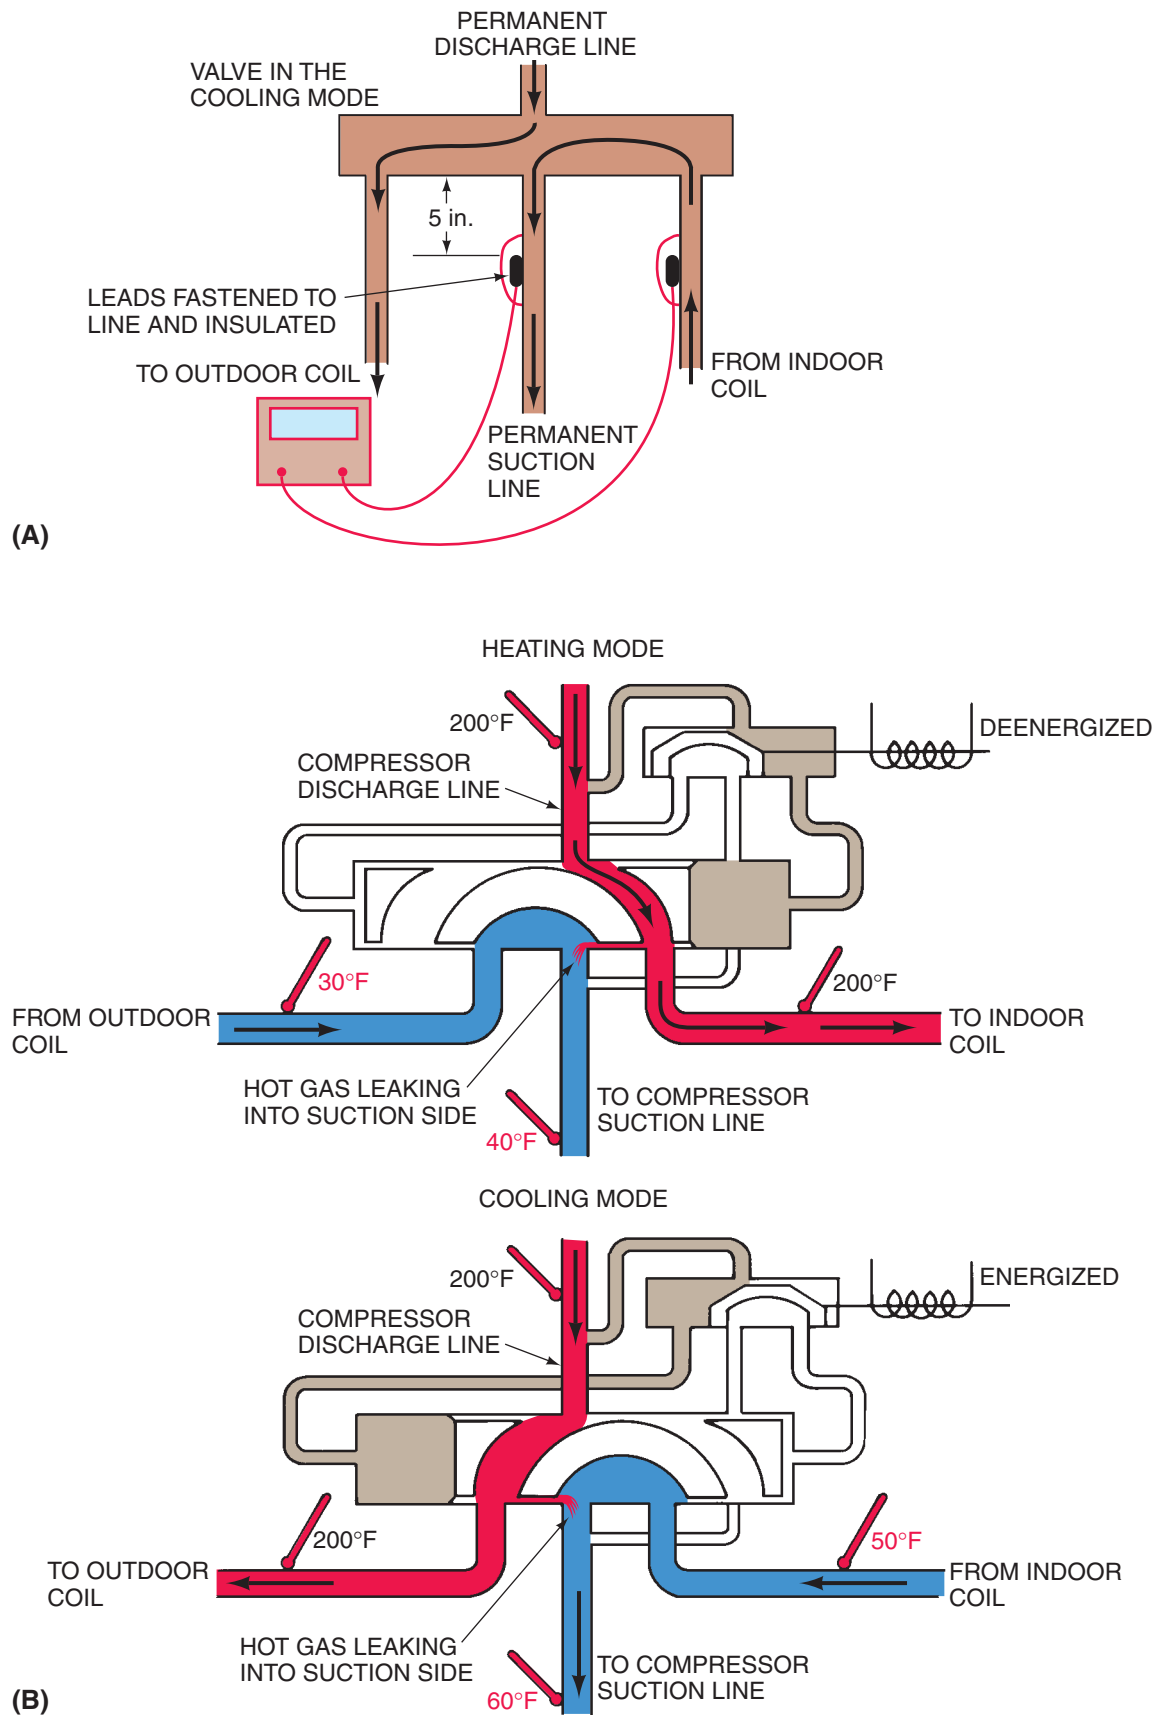 PERMANENT
DISCHARGE LINE
VALVE IN THE
COOLING MODE
5 in.
LEADS FASTENED TO
LINE AND INSULATED
TO OUTDOOR COIL
FROM INDOOR
COIL
PERMANENT
SUCTION
LINE
(A)
HEATING MODE
200°F
DEENERGIZED
COMPRESSOR
DISCHARGE LINE
30°F
200°F
FROM OUTDOOR
COIL
TO INDOOR
COIL
HOT GAS LEAKING
INTO SUCTION SIDE
TO COMPRESSOR
SUCTION LINE
40°F
COOLING MODE
200°F
ENERGIZED
COMPRESSOR
DISCHARGE LINE
200°F
50°F
TO OUTDOOR
COIL
FROM INDOOR
COIL
HOT GAS LEAKING
INTO SUCTION SIDE
TO COMPRESSOR
SUCTION LINE
60°F
(B)